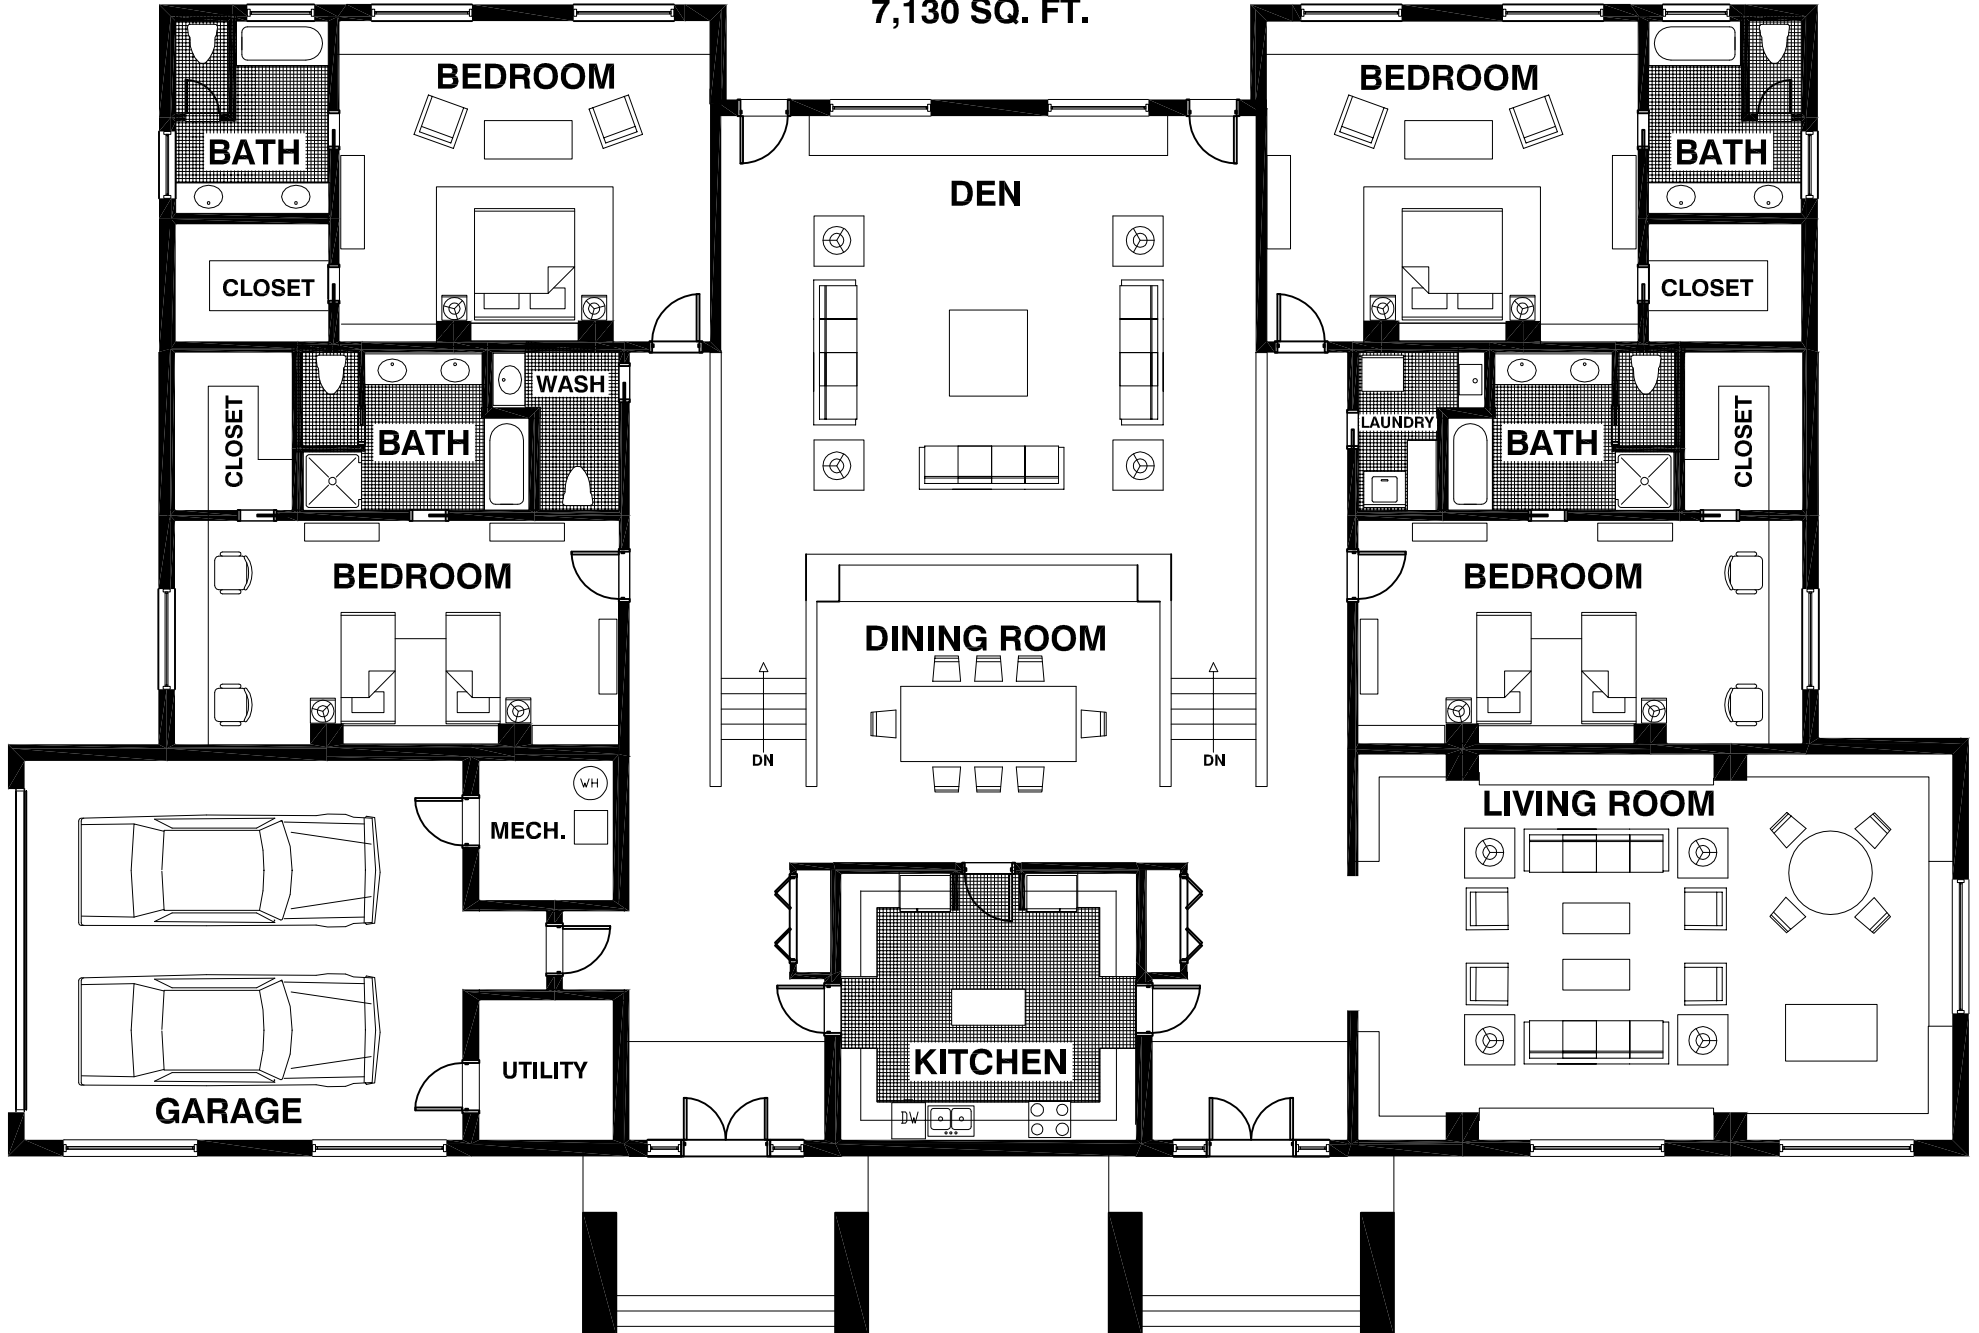 7,130 SQ. FT.
BEDROOM
BEDROOM
BATH
BATH
DEN
CLOSET
CLOSET
WASH
LAUNDRY
CLOSET
BATH
BATH
CLOSET
BEDROOM
BEDROOM
DINING ROOM
DN
DN
WH
LIVING ROOM
MECH.
KITCHEN
UTILITY
GARAGE
DW